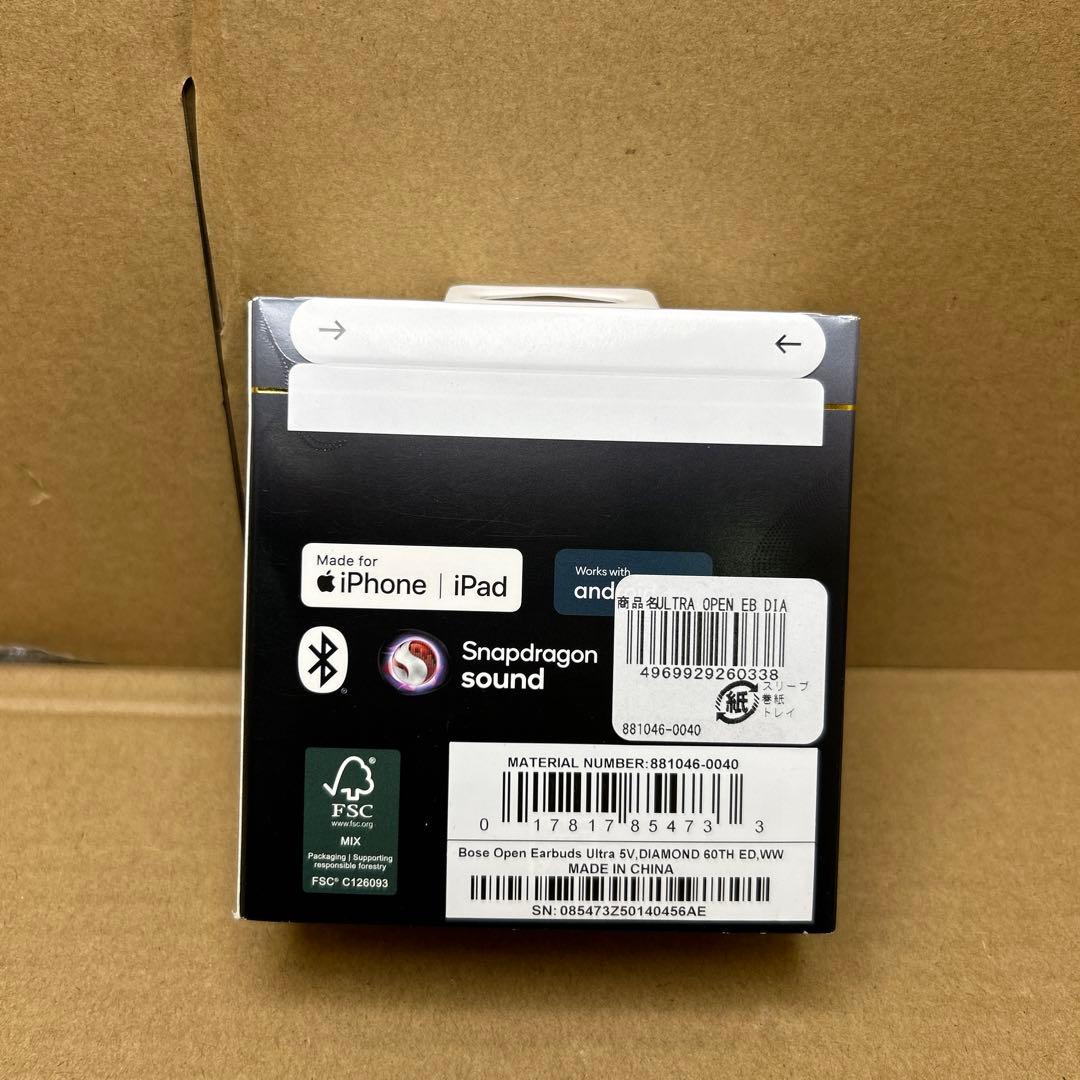 →
←
Made for
iPhone | iPad
Works with
and
商品名ULTRA OPEN EB DIA
4969929260338
紙
スリーブ
巻紙
トレイ
881046-0040
Snapdragon
sound
FSC®
www.fsc.org
MIX
Packaging | Supporting
responsible forestry
FSC® C126093
MATERIAL NUMBER:881046-0040
0 17817 85473 3
Bose Open Earbuds Ultra 5V,DIAMOND 60TH ED,WW
MADE IN CHINA
SN: 085473Z50140456AE